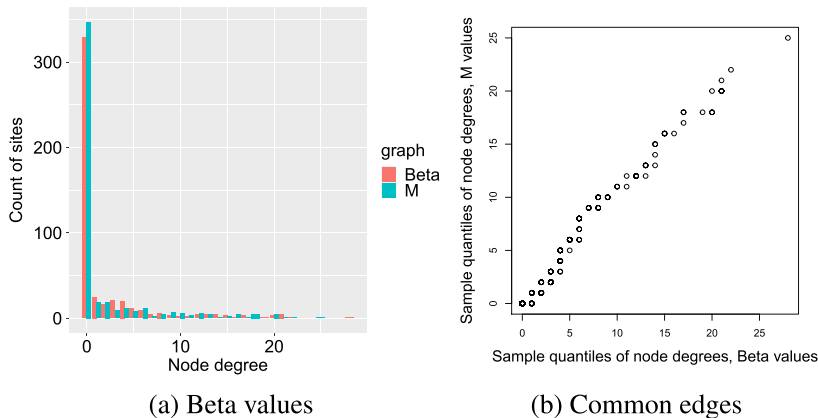 Count of sites
300
200
100
0
0
10
20
Node degree
graph
Beta
M
(a) Beta values
Sample quantiles of node degrees, M values
25
20
15
10
5
0
0
5
10
15
20
25
Sample quantiles of node degrees, Beta values
(b) Common edges